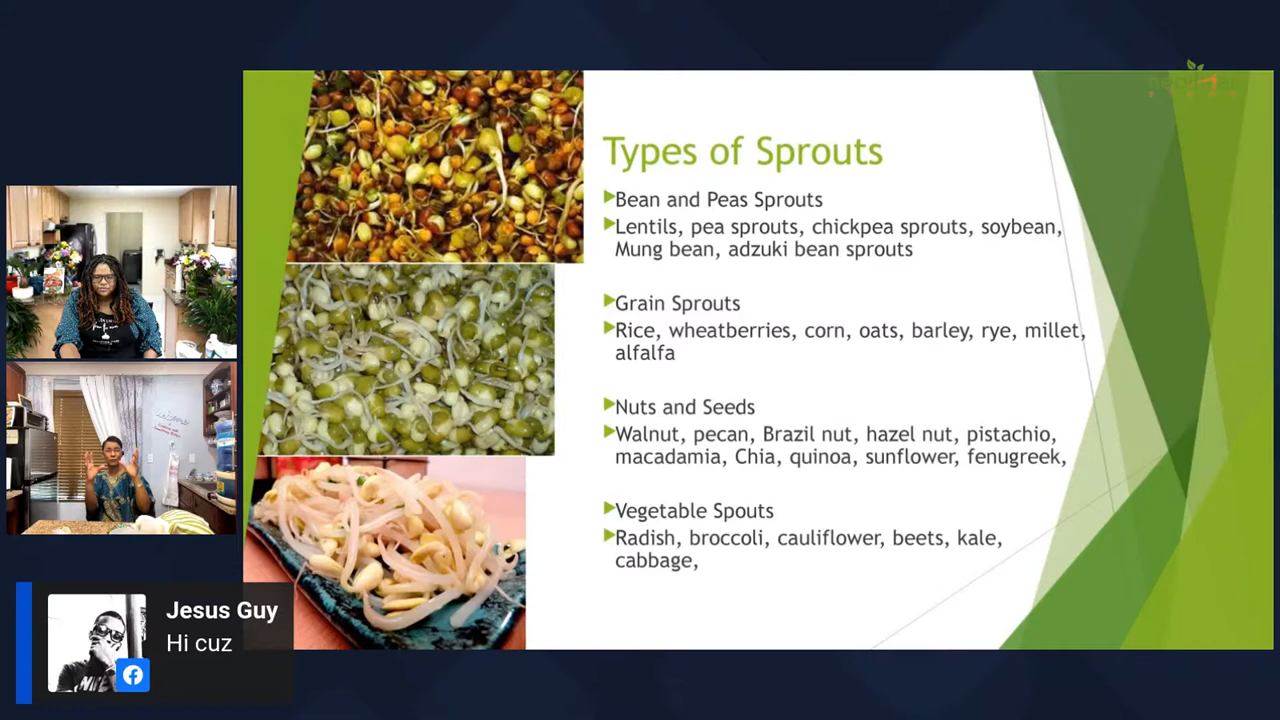 Types of Sprouts
Bean and Peas Sprouts
Lentils, pea sprouts, chickpea sprouts, soybean,
Mung bean, adzuki bean sprouts
Grain Sprouts
Rice, wheatberries, corn, oats, barley, rye, millet,
alfalfa
Nuts and Seeds
Walnut, pecan, Brazil nut, hazel nut, pistachio,
macadamia, Chia, quinoa, sunflower, fenugreek,
Vegetable Spouts
Radish, broccoli, cauliflower, beets, kale,
cabbage,
Jesus Guy
Hi cuz